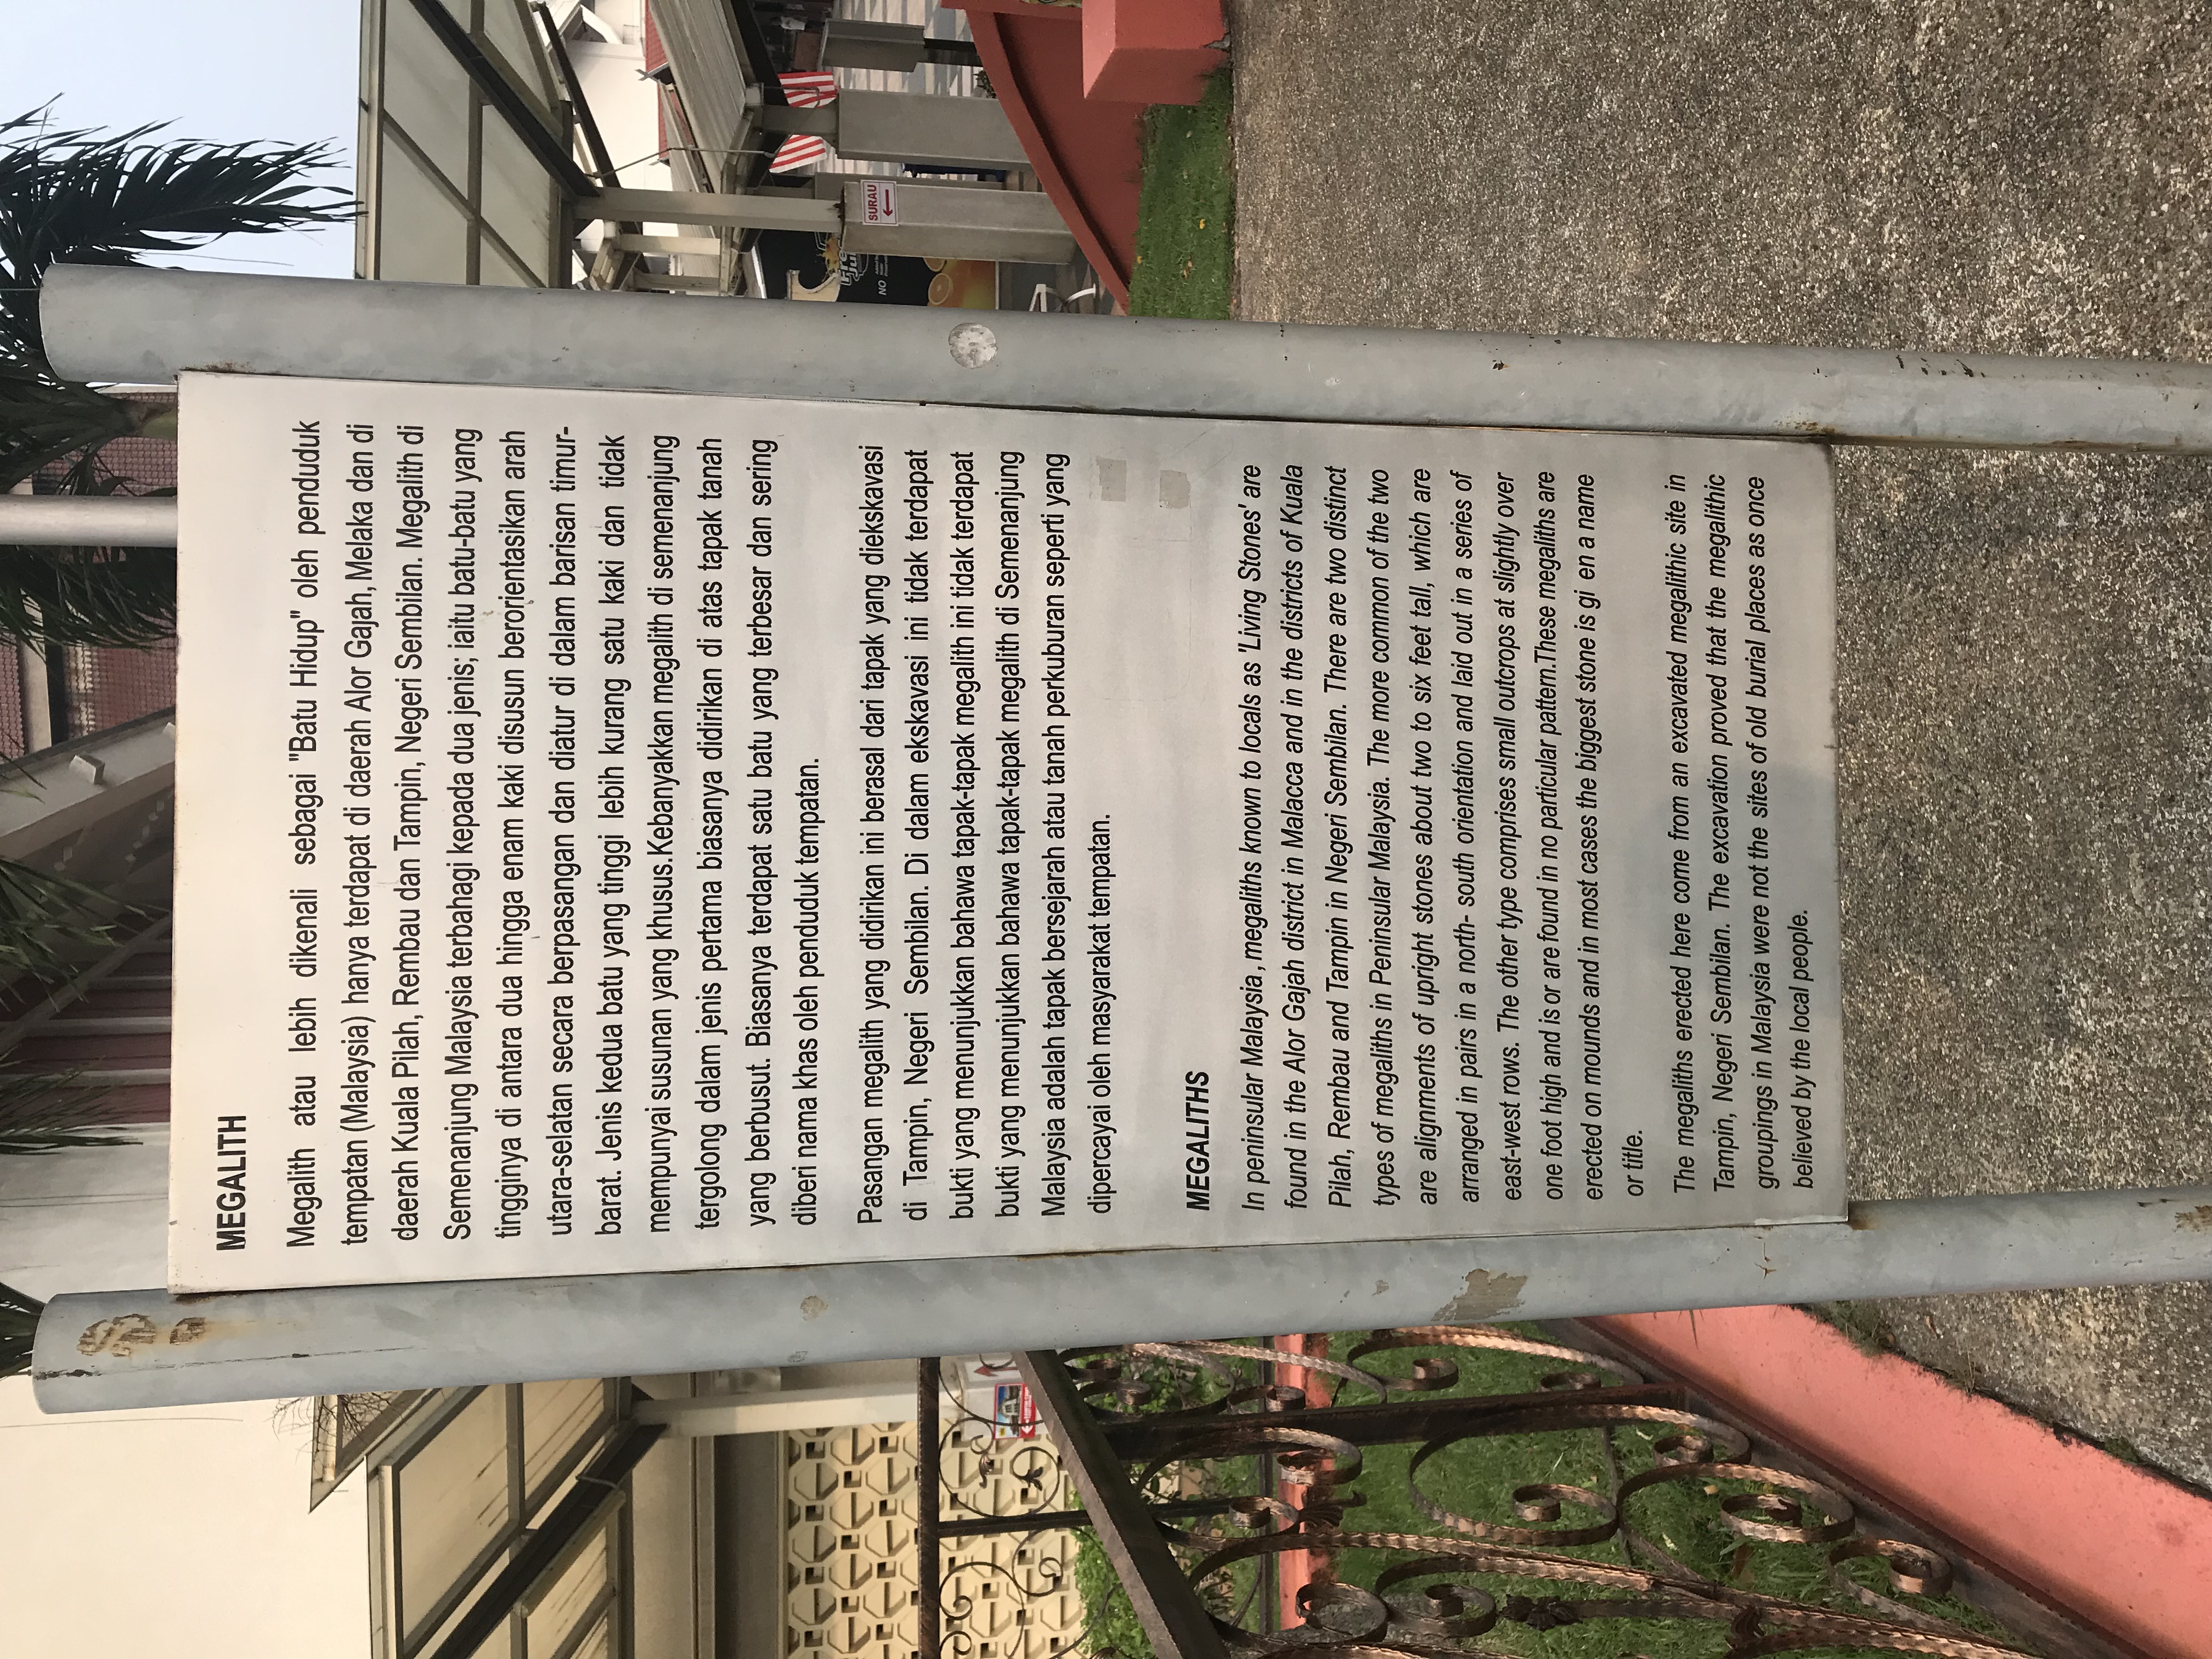 MEGALITH
Megalith atau lebih dikenali sebagai "Batu Hidup" oleh penduduk
tempatan (Malaysia) hanya terdapat di daerah Alor Gajah, Melaka dan di
daerah Kuala Pilah, Rembau dan Tampin, Negeri Sembilan. Megalith di
Semenanjung Malaysia terbahagi kepada dua jenis; iaitu batu-batu yang
tingginya di antara dua hingga enam kaki disusun berorientasikan arah
utara-selatan secara berpasangan dan diatur di dalam barisan timur-
barat. Jenis kedua batu yang tinggi lebih kurang satu kaki dan tidak
mempunyai susunan yang khusus.Kebanyakkan megalith di semenanjung
tergolong dalam jenis pertama biasanya didirikan di atas tapak tanah
yang berbusut. Biasanya terdapat satu batu yang terbesar dan sering
diberi nama khas oleh penduduk tempatan.
Pasangan megalith yang didirikan ini berasal dari tapak yang diekskavasi
di Tampin, Negeri Sembilan. Di dalam ekskavasi ini tidak terdapat
bukti yang menunjukkan bahawa tapak-tapak megalith ini tidak terdapat
bukti yang menunjukkan bahawa tapak-tapak megalith di Semenanjung
Malaysia adalah tapak bersejarah atau tanah perkuburan seperti yang
dipercayai oleh masyarakat tempatan.
MEGALITHS
In peninsular Malaysia, megaliths known to locals as 'Living Stones' are
found in the Alor Gajah district in Malacca and in the districts of Kuala
Pilah, Rembau and Tampin in Negeri Sembilan. There are two distinct
types of megaliths in Peninsular Malaysia. The more common of the two
are alignments of upright stones about two to six feet tall, which are
arranged in pairs in a north- south orientation and laid out in a series of
east-west rows. The other type comprises small outcrops at slightly over
one foot high and is or are found in no particular pattern.These megaliths are
erected on mounds and in most cases the biggest stone is gi en a name
or title.
The megaliths erected here come from an excavated megalithic site in
Tampin, Negeri Sembilan. The excavation proved that the megalithic
groupings in Malaysia were not the sites of old burial places as once
believed by the local people.
SURAU
NO